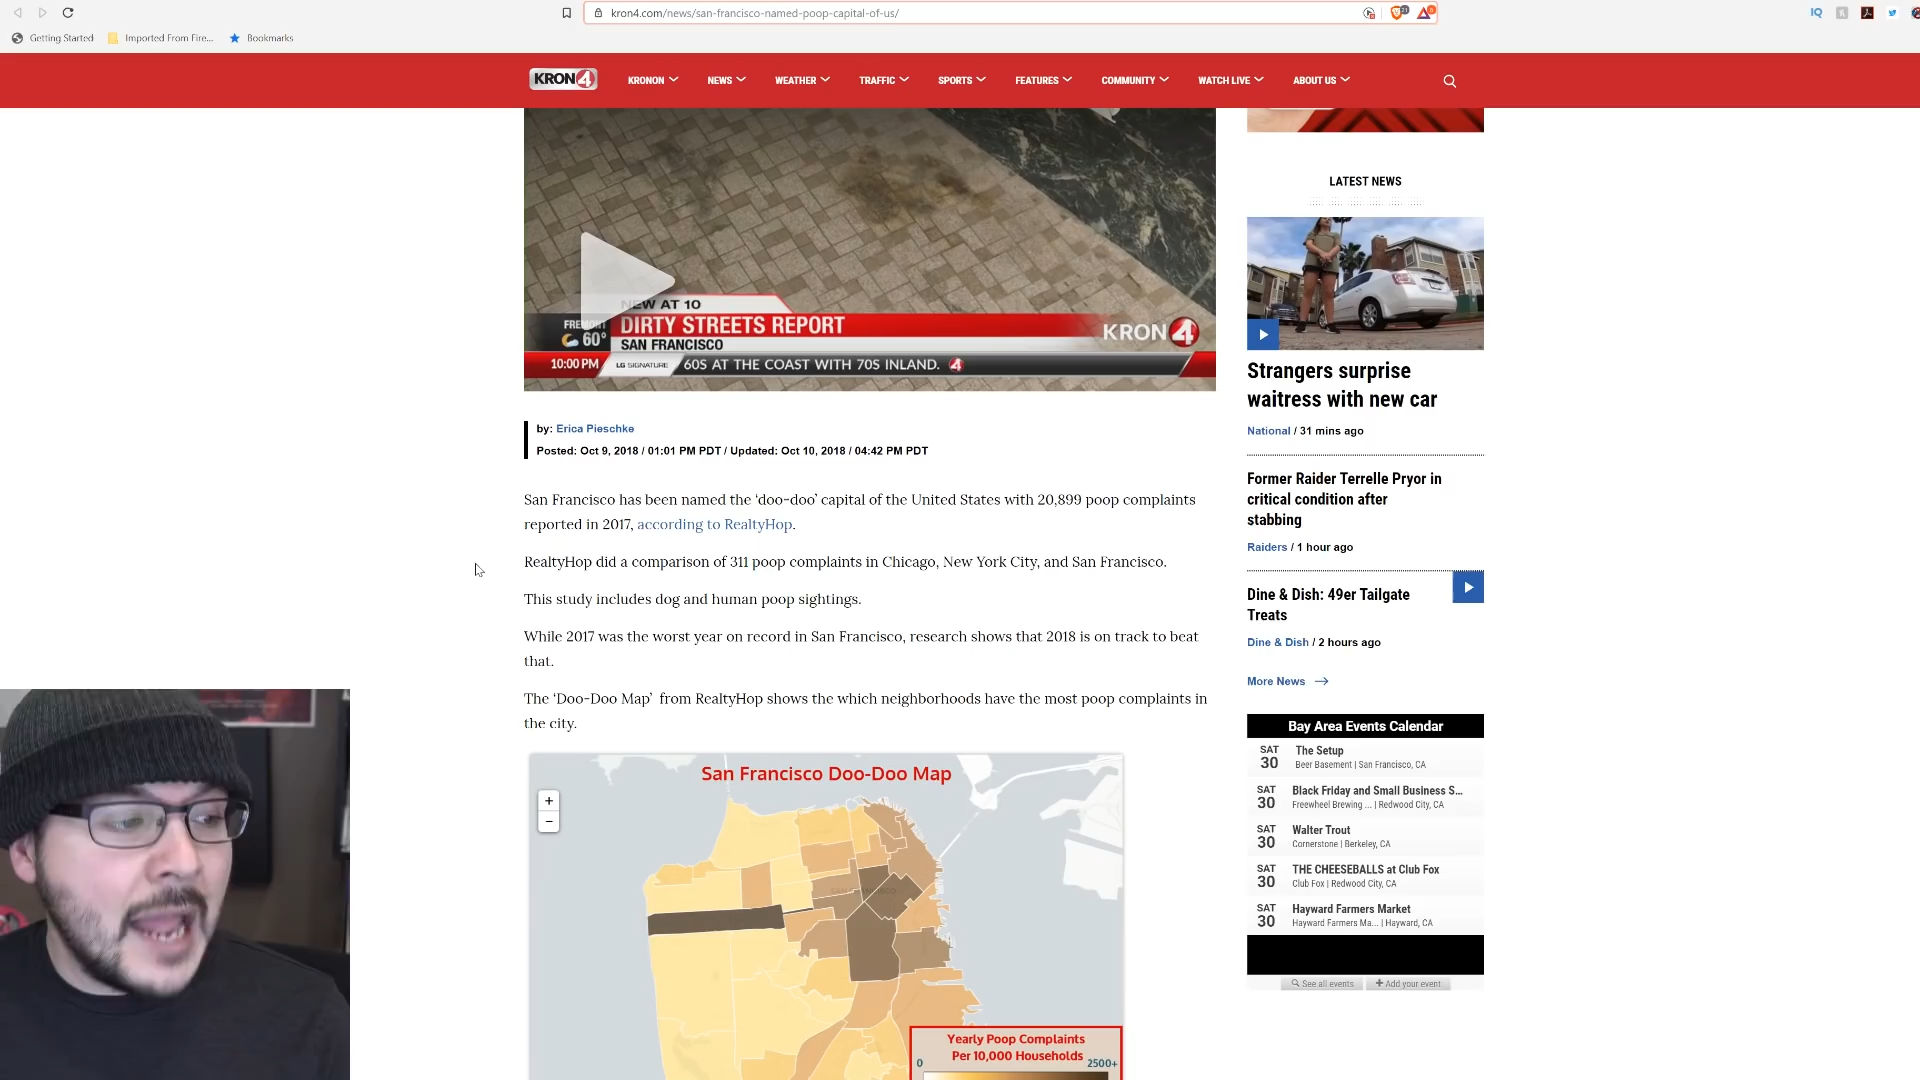 kron4.com/news/san-francisco-named-poop-capital-of-us/
IQ
Getting Started
Imported From Fire...
Bookmarks
KRON4
KRONON
NEWS
WEATHER
TRAFFIC
SPORTS
FEATURES
COMMUNITY
WATCH LIVE
ABOUT US
NEW AT 10
FREMONT
60°
DIRTY STREETS REPORT
SAN FRANCISCO
KRON4
10:00 PM
LG SIGNATURE
60S AT THE COAST WITH 70S INLAND.
by: Erica Pieschke
Posted: Oct 9, 2018 / 01:01 PM PDT / Updated: Oct 10, 2018 / 04:42 PM PDT
San Francisco has been named the ‘doo-doo’ capital of the United States with 20,899 poop complaints
reported in 2017, according to RealtyHop.
RealtyHop did a comparison of 311 poop complaints in Chicago, New York City, and San Francisco.
This study includes dog and human poop sightings.
While 2017 was the worst year on record in San Francisco, research shows that 2018 is on track to beat
that.
The ‘Doo-Doo Map’ from RealtyHop shows the which neighborhoods have the most poop complaints in
the city.
San Francisco Doo-Doo Map
+
−
Yearly Poop Complaints
Per 10,000 Households
0
2500+
LATEST NEWS
Strangers surprise
waitress with new car
National / 31 mins ago
Former Raider Terrelle Pryor in
critical condition after
stabbing
Raiders / 1 hour ago
Dine & Dish: 49er Tailgate
Treats
Dine & Dish / 2 hours ago
More News
Bay Area Events Calendar
SAT 30
The Setup
Beer Basement | San Francisco, CA
SAT 30
Black Friday and Small Business S...
Freewheel Brewing ... | Redwood City, CA
SAT 30
Walter Trout
Cornerstone | Berkeley, CA
SAT 30
THE CHEESEBALLS at Club Fox
Club Fox | Redwood City, CA
SAT 30
Hayward Farmers Market
Hayward Farmers Ma... | Hayward, CA
See all events
Add your event